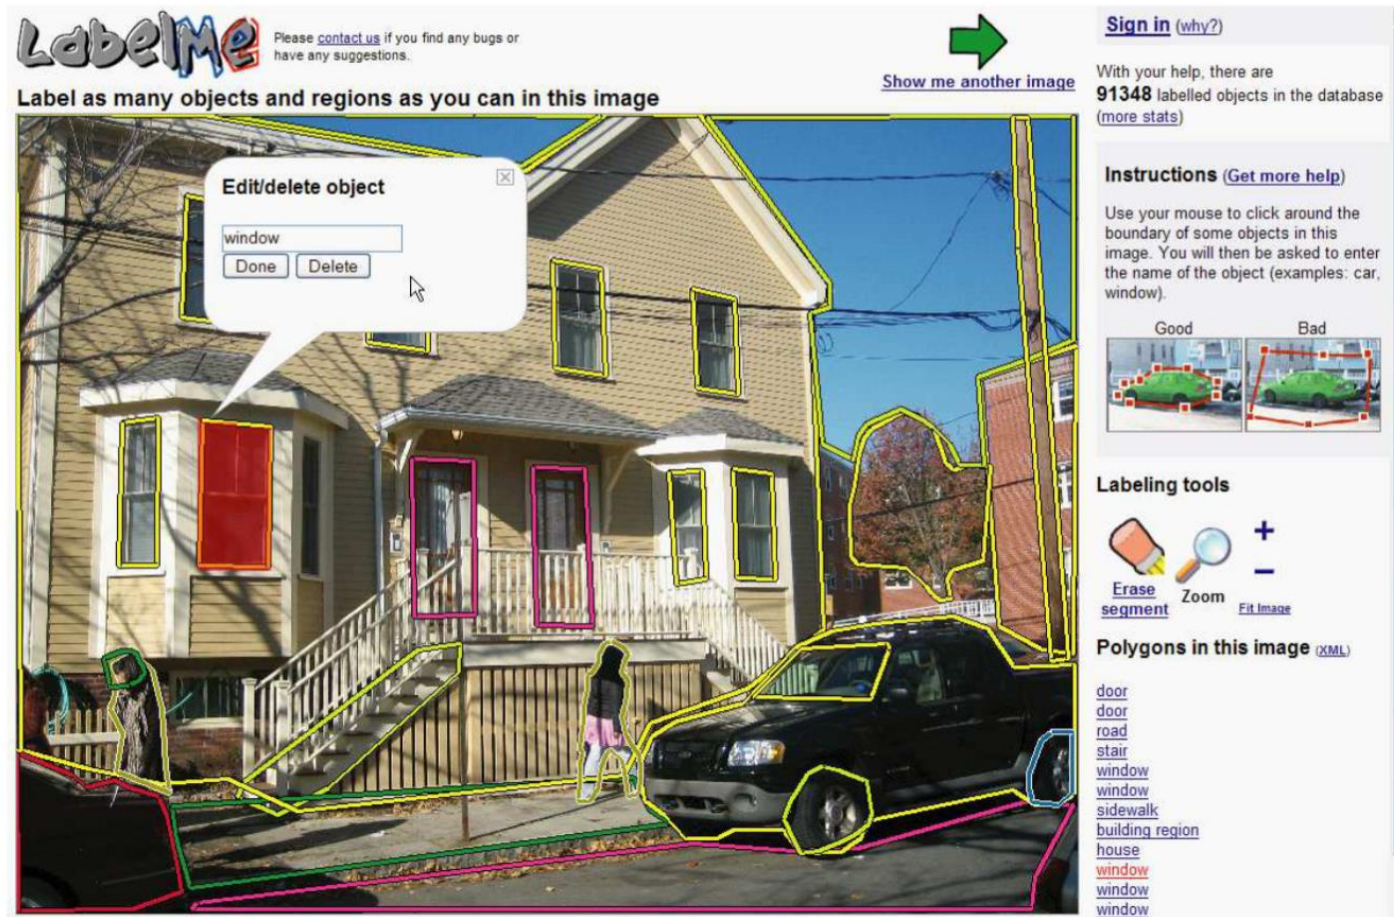 LabelMe
Please contact us if you find any bugs or
have any suggestions.
Show me another image
Label as many objects and regions as you can in this image
Edit/delete object
window
Done Delete
Sign in (why?)
With your help, there are
91348 labelled objects in the database
(more stats)
Instructions (Get more help)
Use your mouse to click around the
boundary of some objects in this
image. You will then be asked to enter
the name of the object (examples: car,
window).
Good Bad
Labeling tools
+
−
Erase
segment
Zoom
Fit Image
Polygons in this image (XML)
door
door
road
stair
window
window
sidewalk
building region
house
window
window
window